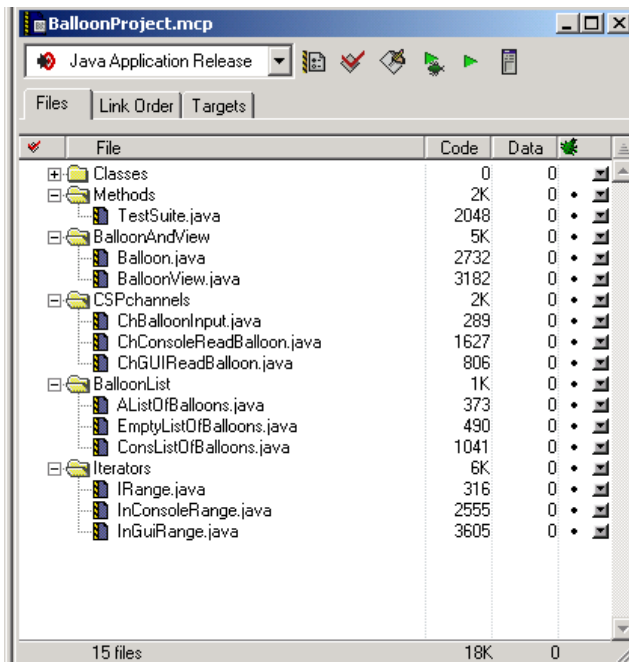 BalloonProject.mcp
Java Application Release
Files Link Order Targets
File Code Data
Classes 0 0
Methods 2K 0
TestSuite.java 2048 0
BalloonAndView 5K 0
Balloon.java 2732 0
BalloonView.java 3182 0
CSPchannels 2K 0
ChBalloonInput.java 289 0
ChConsoleReadBalloon.java 1627 0
ChGUIReadBalloon.java 806 0
BalloonList 1K 0
AListOfBalloons.java 373 0
EmptyListOfBalloons.java 490 0
ConsListOfBalloons.java 1041 0
Iterators 6K 0
IRange.java 316 0
InConsoleRange.java 2555 0
InGuiRange.java 3605 0
15 files 18K 0